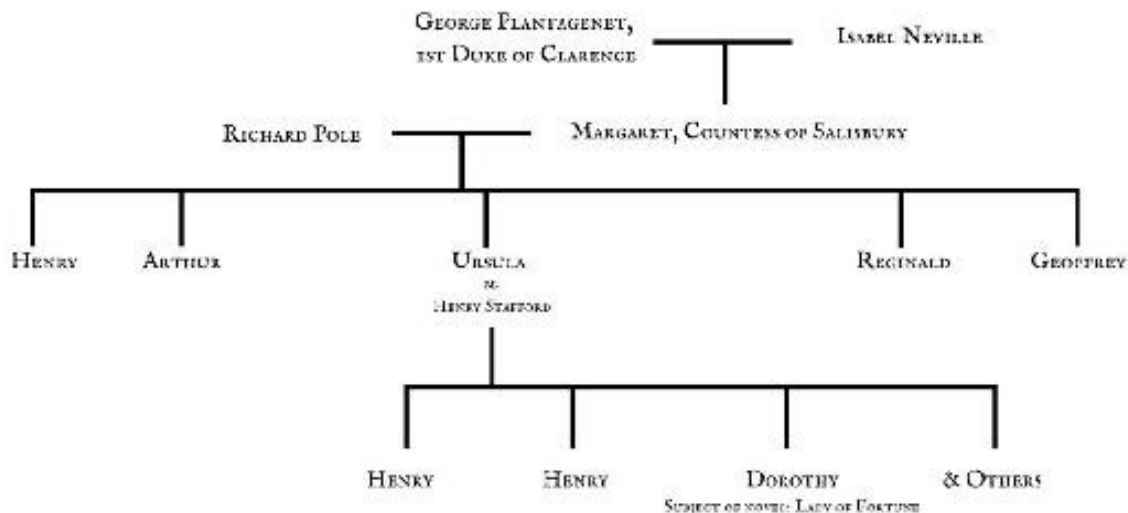 George Plantagenet,
1st Duke of Clarence
Isabel Neville
Richard Pole
Margaret, Countess of Salisbury
Henry
Arthur
Ursula
m.
Henry Stafford
Reginald
Geoffrey
Henry
Henry
Dorothy
Subject of novel: Lady of Fortune
& Others